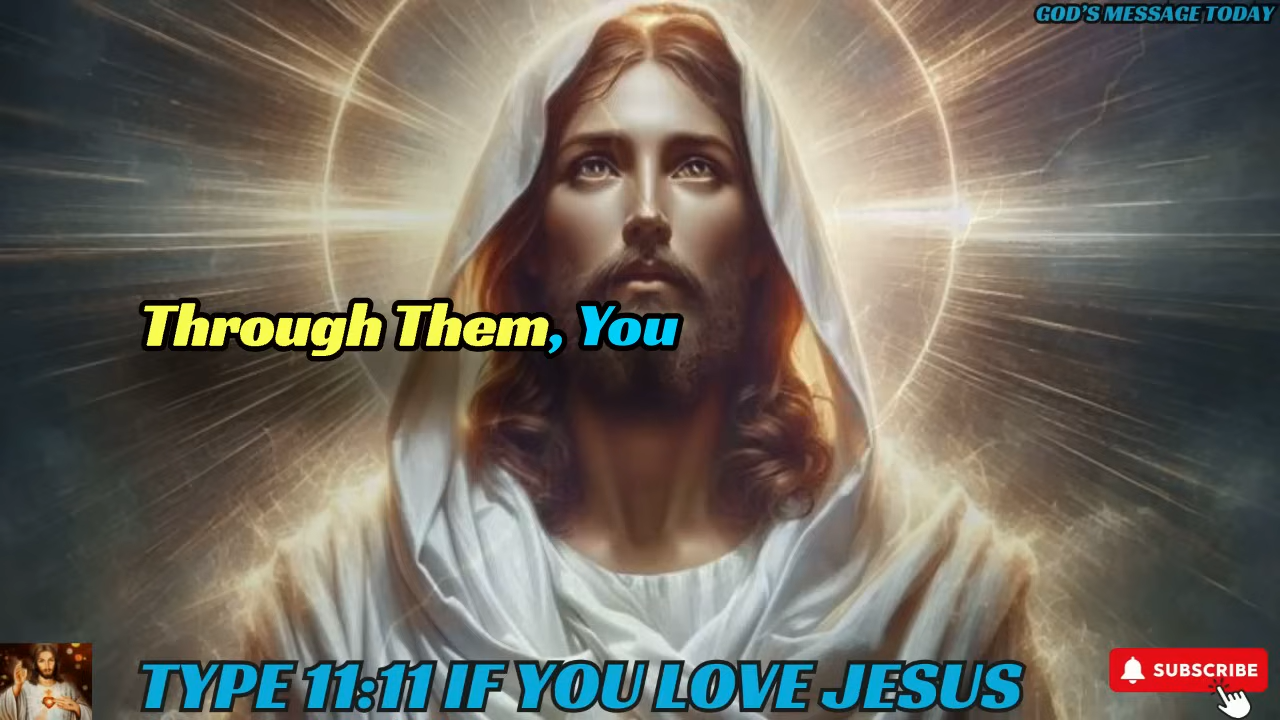 GOD'S MESSAGE TODAY
Through Them, You
TYPE 11:11 IF YOU LOVE JESUS
SUBSCRIBE